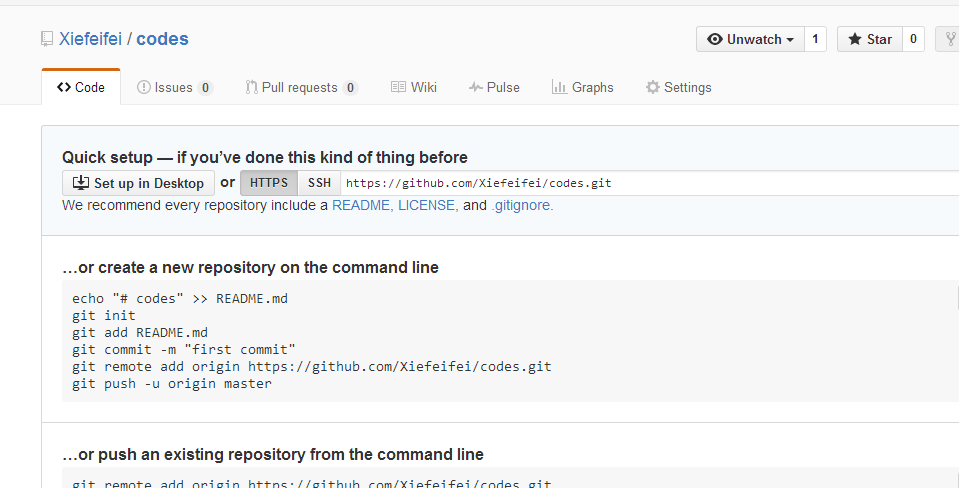 Xiefeifei / codes
Unwatch 1 Star 0
Code Issues 0 Pull requests 0 Wiki Pulse Graphs Settings
Quick setup — if you've done this kind of thing before
Set up in Desktop or HTTPS SSH https://github.com/Xiefeifei/codes.git
We recommend every repository include a README, LICENSE, and .gitignore.
…or create a new repository on the command line
echo "# codes" >> README.md
git init
git add README.md
git commit -m "first commit"
git remote add origin https://github.com/Xiefeifei/codes.git
git push -u origin master
…or push an existing repository from the command line
git remote add origin https://github.com/Xiefeifei/codes.git